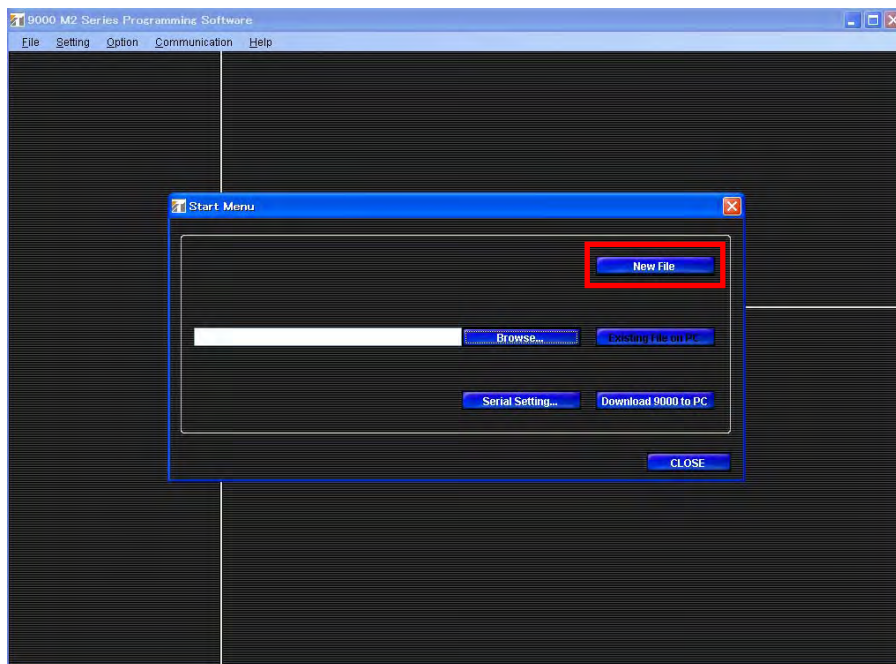 9000 M2 Series Programming Software
File Setting Option Communication Help
Start Menu
New File
Browse... Existing File on PC
Serial Setting... Download 9000 to PC
CLOSE